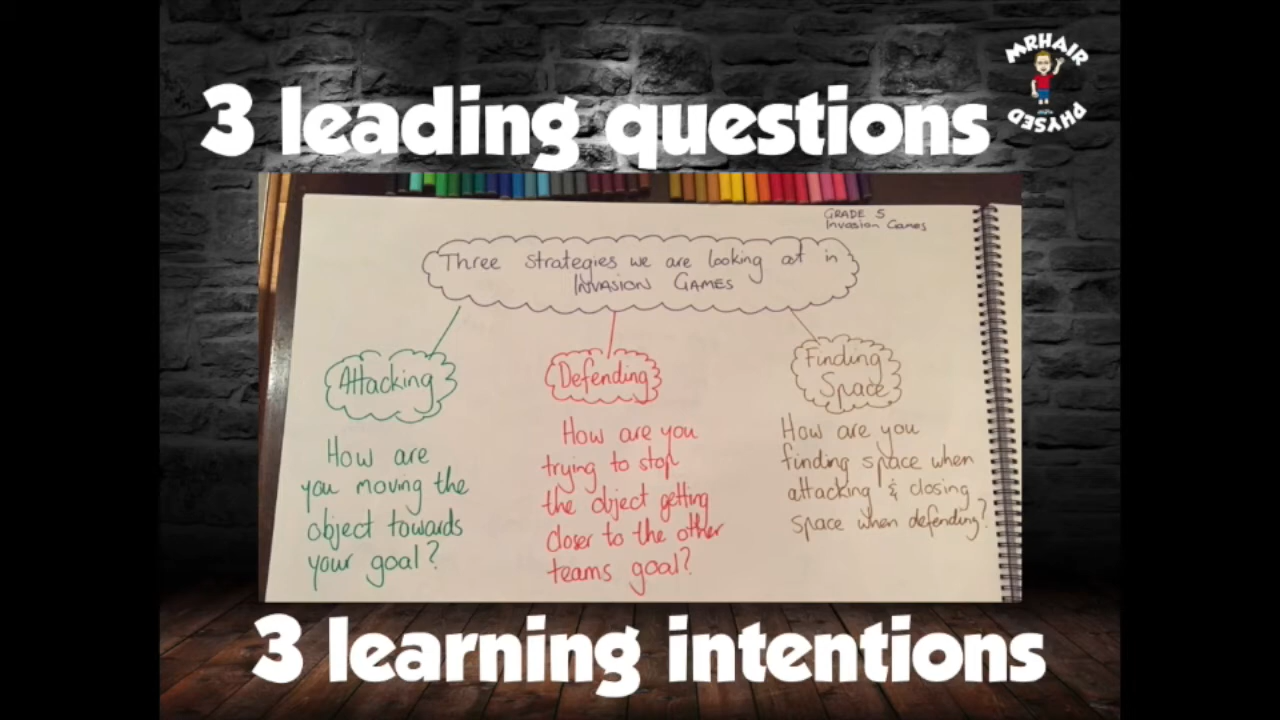 3 leading questions
MRHAIR
PHYSED
GRADE 5
Invasion Games
Three strategies we are looking at in
INVASION GAMES
Attacking
How are
you moving the
object towards
your goal?
Defending
How are you
trying to stop
the object getting
closer to the other
teams goal?
Finding
Space
How are you
finding space when
attacking & closing
space when defending?
3 learning intentions